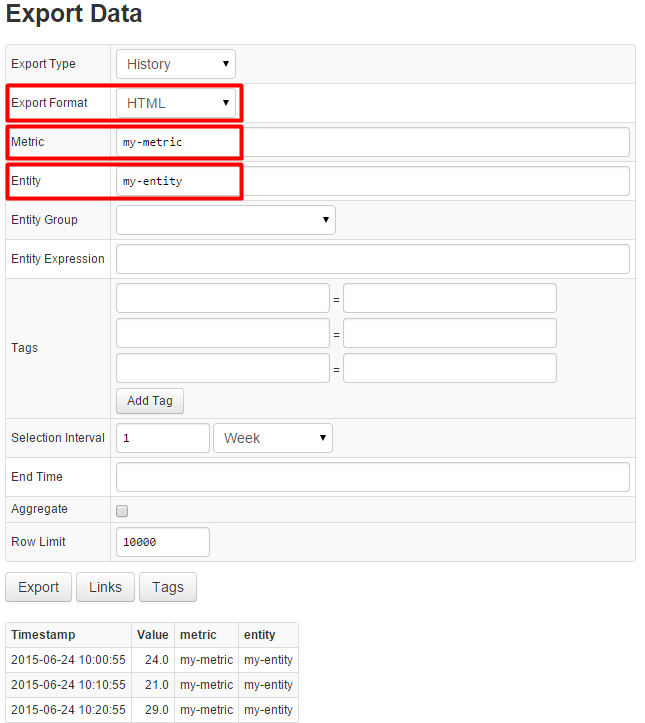 Export Data
Export Type History
Export Format HTML
Metric my-metric
Entity my-entity
Entity Group
Entity Expression
=
=
Tags
=
Add Tag
Selection Interval 1 Week
End Time
Aggregate
Row Limit 10000
Export Links Tags
Timestamp Value metric entity
2015-06-24 10:00:55 24.0 my-metric my-entity
2015-06-24 10:10:55 21.0 my-metric my-entity
2015-06-24 10:20:55 29.0 my-metric my-entity